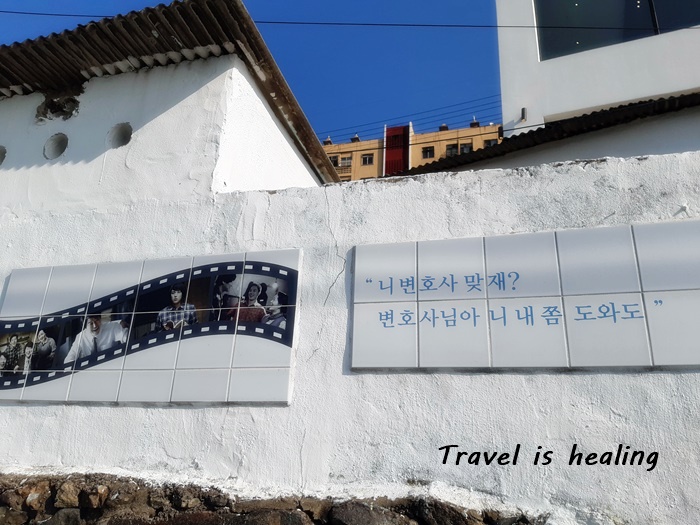 “니변호사 맞재?
변호사님아 니 내 쫌 도와도”
Travel is healing